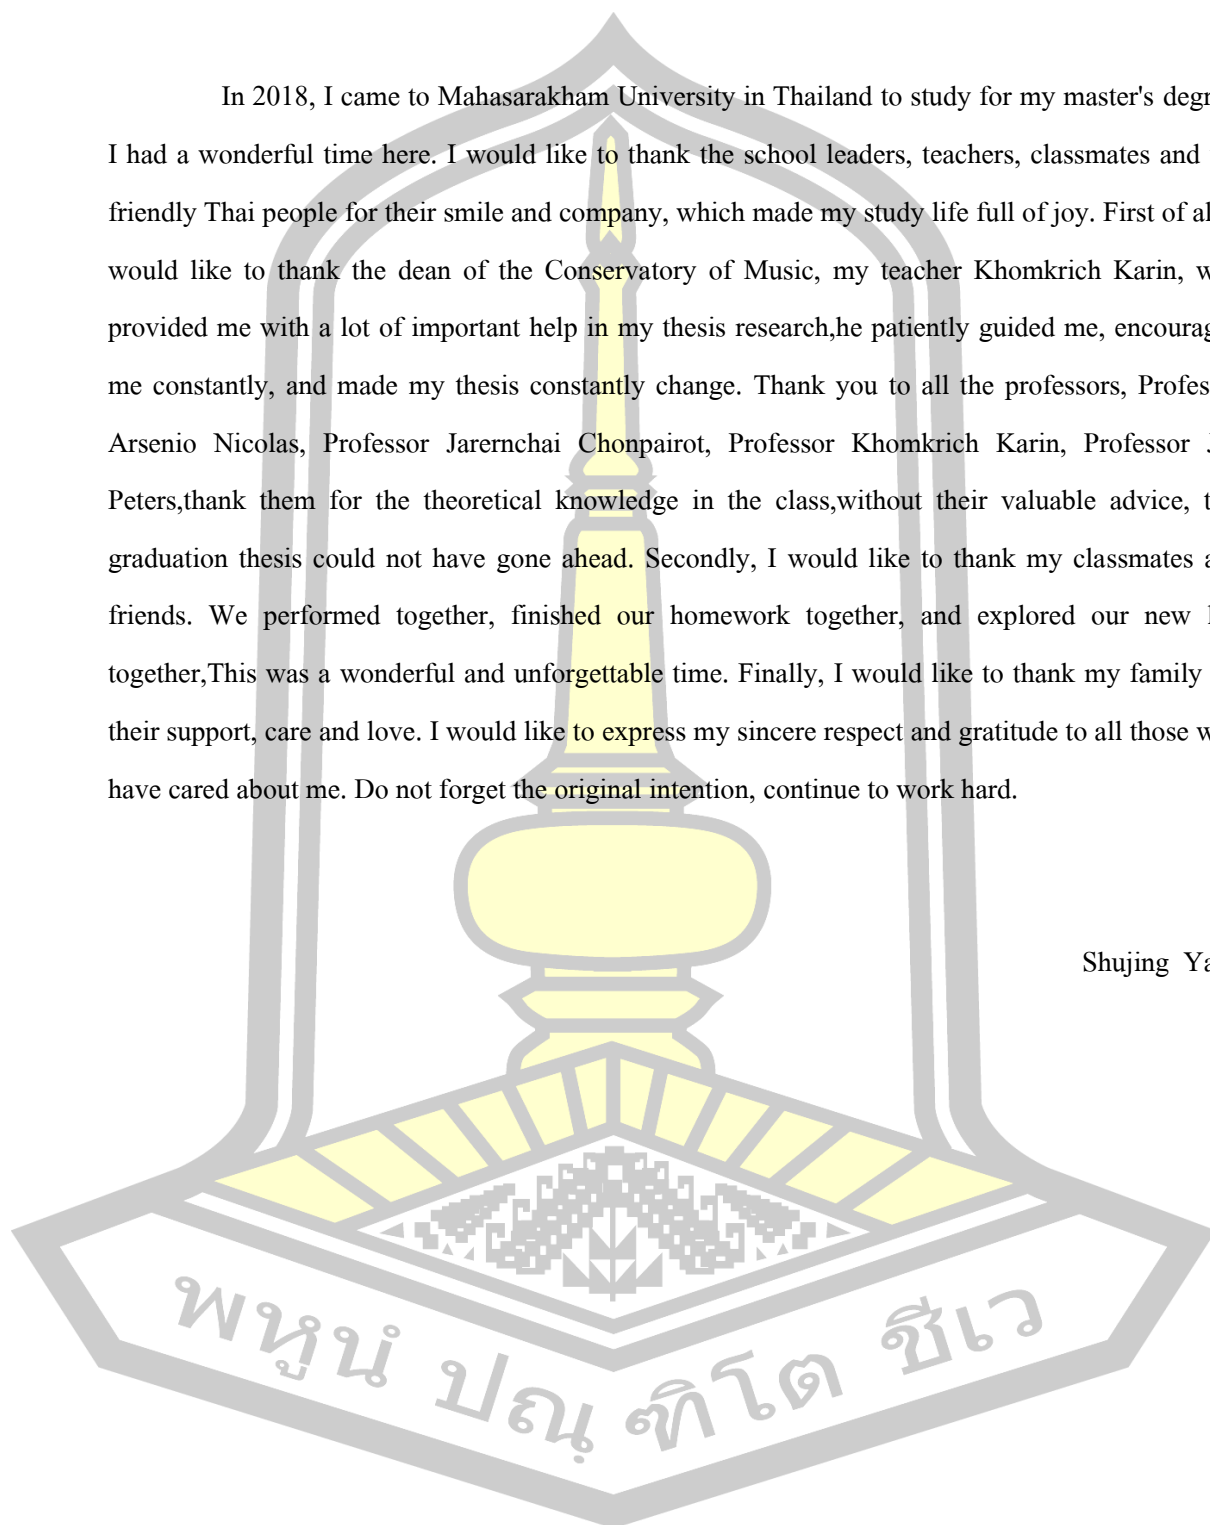 In 2018, I came to Mahasarakham University in Thailand to study for my master's degr
I had a wonderful time here. I would like to thank the school leaders, teachers, classmates and
friendly Thai people for their smile and company, which made my study life full of joy. First of al
would like to thank the dean of the Conservatory of Music, my teacher Khomkrich Karin, w
provided me with a lot of important help in my thesis research,he patiently guided me, encourag
me constantly, and made my thesis constantly change. Thank you to all the professors, Profes
Arsenio Nicolas, Professor Jarernchai Chonpairot, Professor Khomkrich Karin, Professor J
Peters,thank them for the theoretical knowledge in the class,without their valuable advice, t
graduation thesis could not have gone ahead. Secondly, I would like to thank my classmates a
friends. We performed together, finished our homework together, and explored our new l
together,This was a wonderful and unforgettable time. Finally, I would like to thank my family
their support, care and love. I would like to express my sincere respect and gratitude to all those w
have cared about me. Do not forget the original intention, continue to work hard.
Shujing Ya
พหูนํ ปณฺฑิโต ชีเว